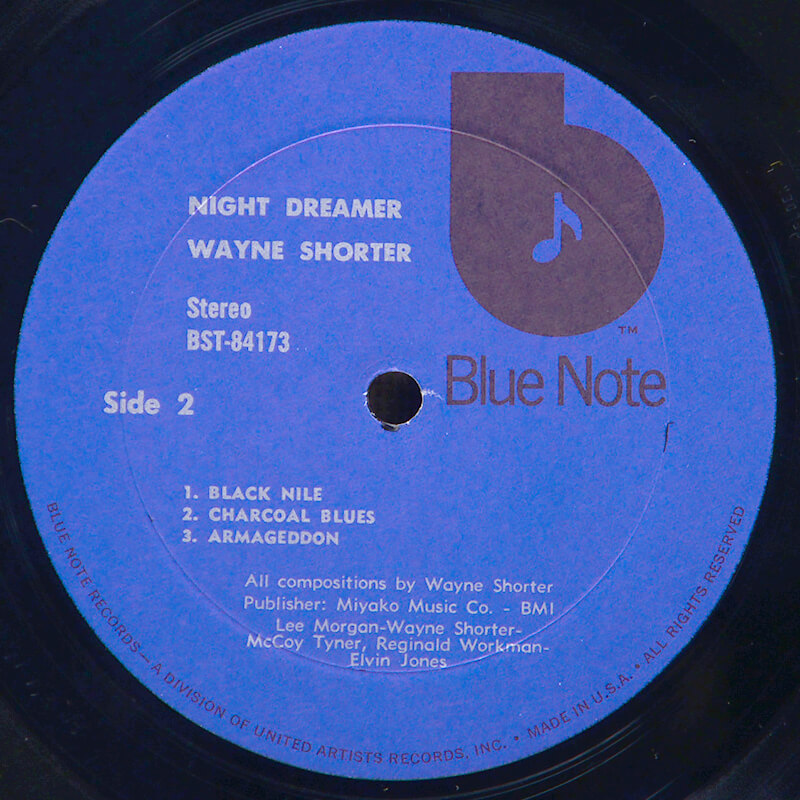 NIGHT DREAMER
WAYNE SHORTER
Stereo
BST-84173
Side 2
TM
Blue Note
1. BLACK NILE
2. CHARCOAL BLUES
3. ARMAGEDDON
All compositions by Wayne Shorter
Publisher: Miyako Music Co. - BMI
Lee Morgan-Wayne Shorter-
McCoy Tyner, Reginald Workman-
Elvin Jones
BLUE NOTE RECORDS — A DIVISION OF UNITED ARTISTS RECORDS, INC. • MADE IN U.S.A. • ALL RIGHTS RESERVED